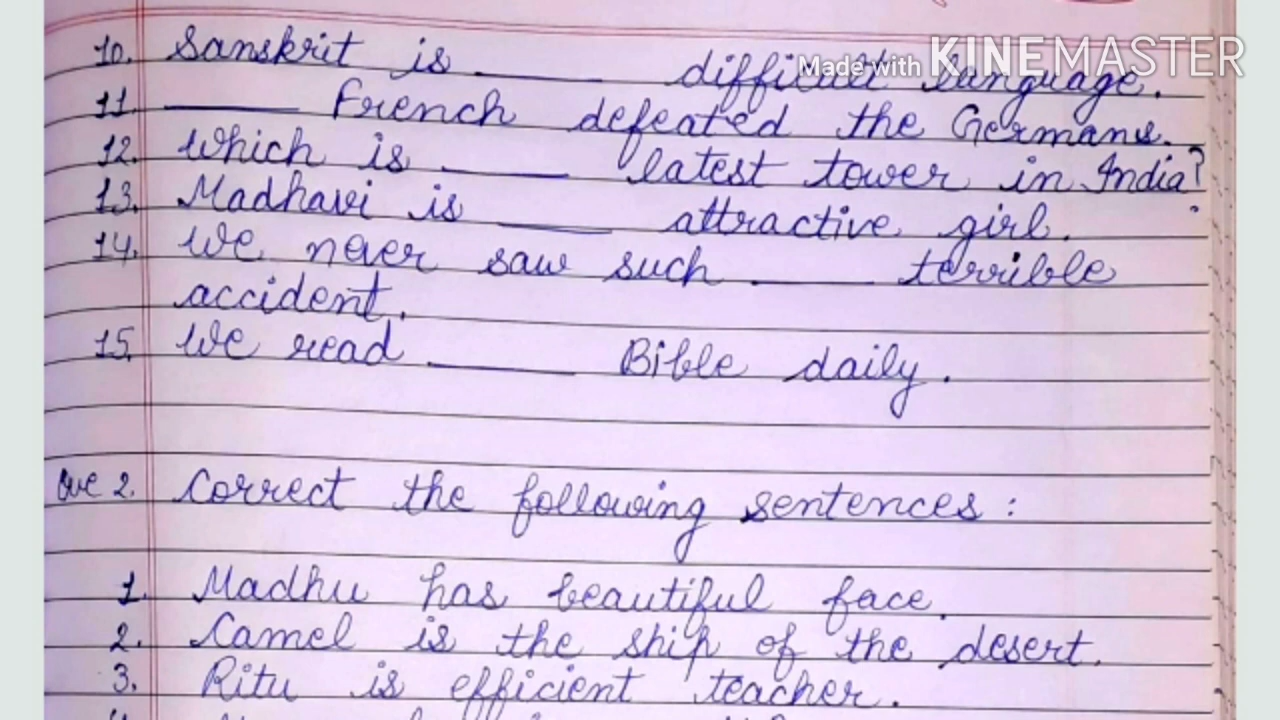 Made with KINEMASTER
10. Sanskrit is ______ difficult language.
11. ______ French defeated the Germans.
12. Which is ______ latest tower in India?
13. Madhavi is ______ attractive girl.
14. We never saw such ______ terrible
accident.
15. We read ______ Bible daily.
Que 2. Correct the following sentences :
1. Madhu has beautiful face.
2. Camel is the ship of the desert.
3. Ritu is efficient teacher.